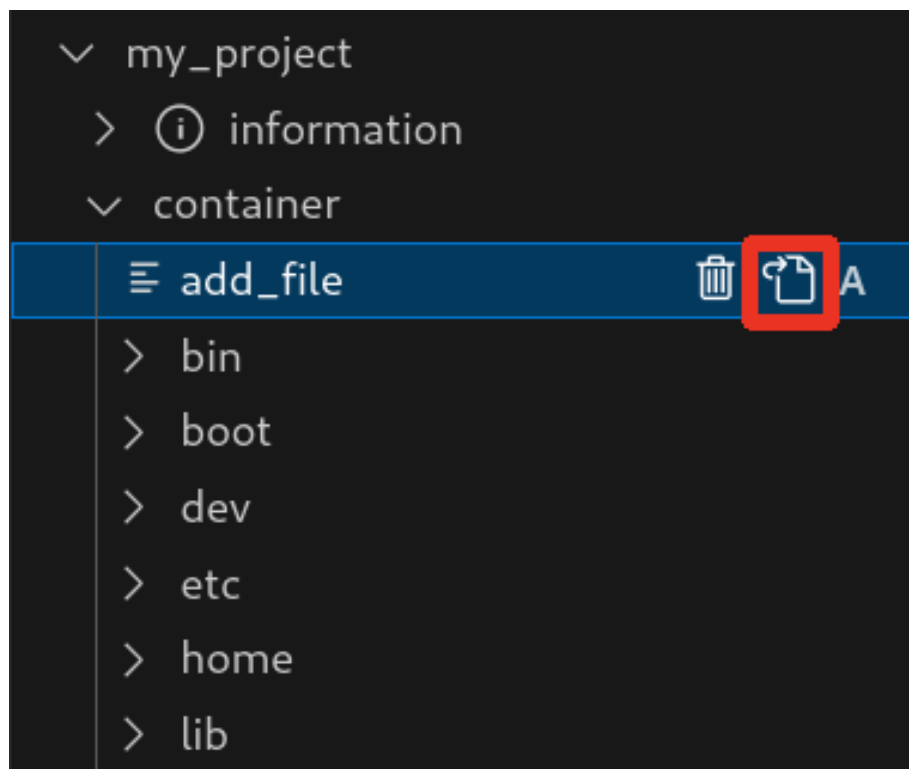 my_project
information
container
add_file A
bin
boot
dev
etc
home
lib